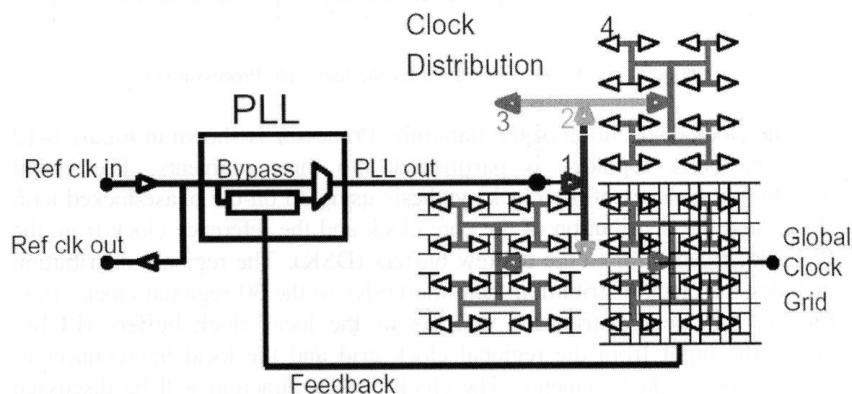 Clock
Distribution
4
PLL
3
2
Ref clk in
Bypass
PLL out
1
Ref clk out
Global
Clock
Grid
Feedback